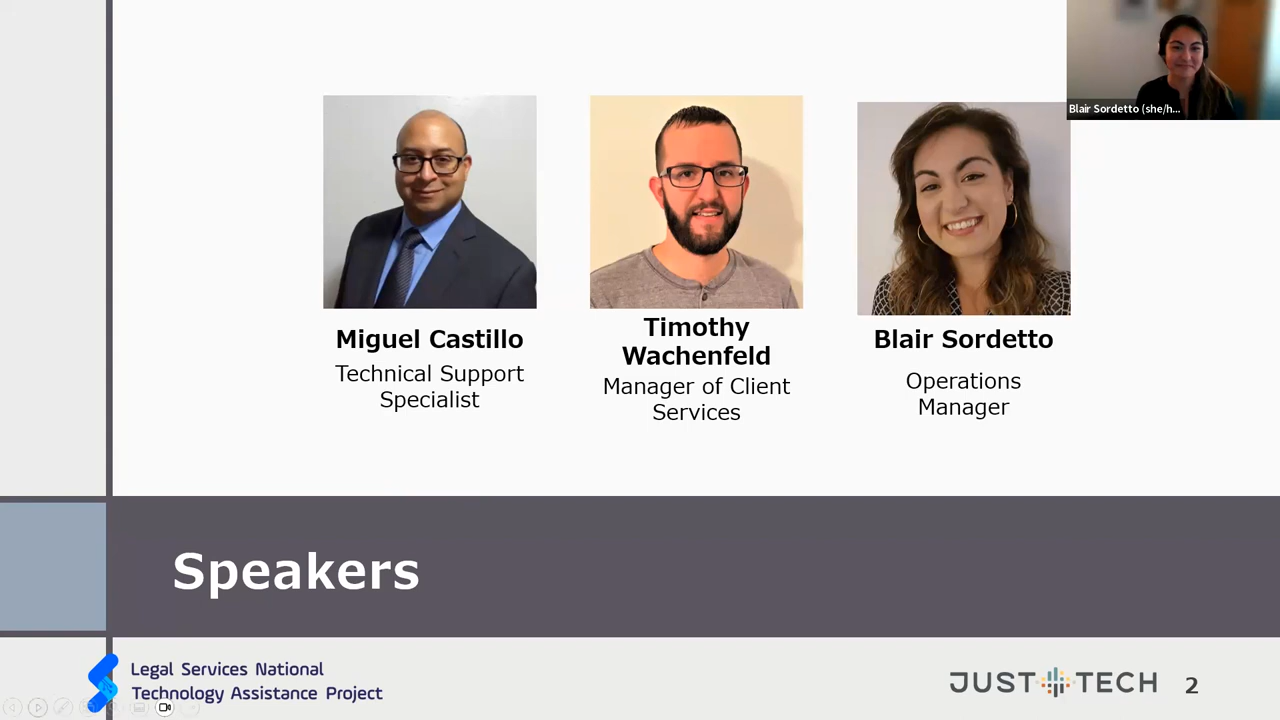 Blair Sordetto (she/h...
Miguel Castillo
Technical Support
Specialist
Timothy
Wachenfeld
Manager of Client
Services
Blair Sordetto
Operations
Manager
Speakers
Legal Services National
Technology Assistance Project
JUST TECH
2